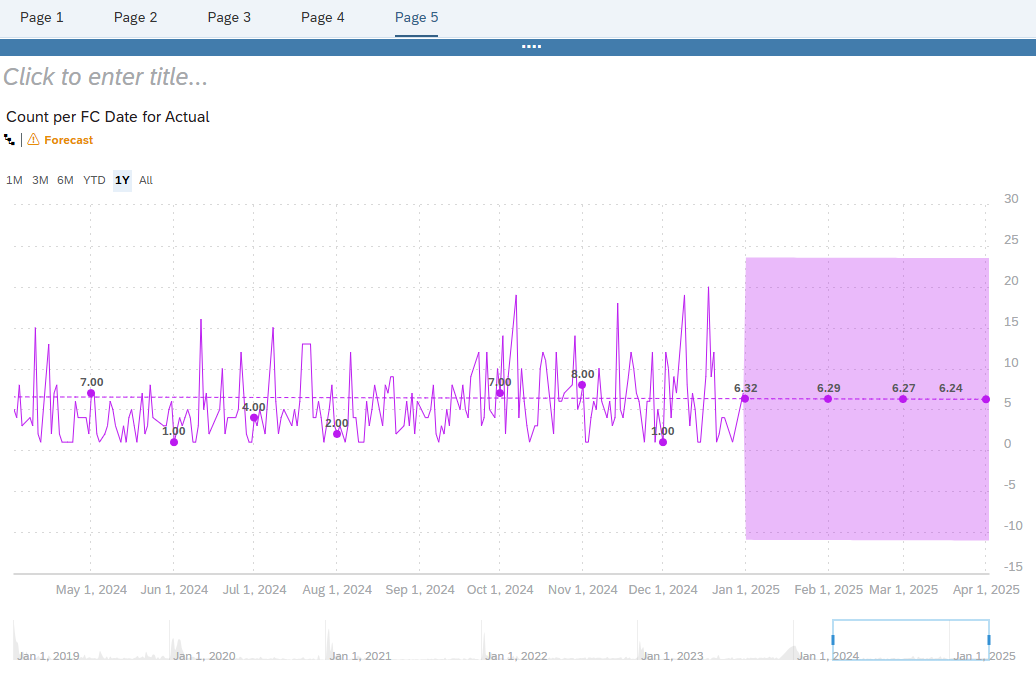 Page 1 Page 2 Page 3 Page 4 Page 5
Click to enter title...
Count per FC Date for Actual
Forecast
1M 3M 6M YTD 1Y All
30
25
20
15
10
7.00 7.00 8.00 6.32 6.29 6.27 6.24
5
4.00
2.00
1.00 1.00
0
-5
-10
-15
May 1, 2024 Jun 1, 2024 Jul 1, 2024 Aug 1, 2024 Sep 1, 2024 Oct 1, 2024 Nov 1, 2024 Dec 1, 2024 Jan 1, 2025 Feb 1, 2025 Mar 1, 2025 Apr 1, 2025
Jan 1, 2019 Jan 1, 2020 Jan 1, 2021 Jan 1, 2022 Jan 1, 2023 Jan 1, 2024 Jan 1, 2025